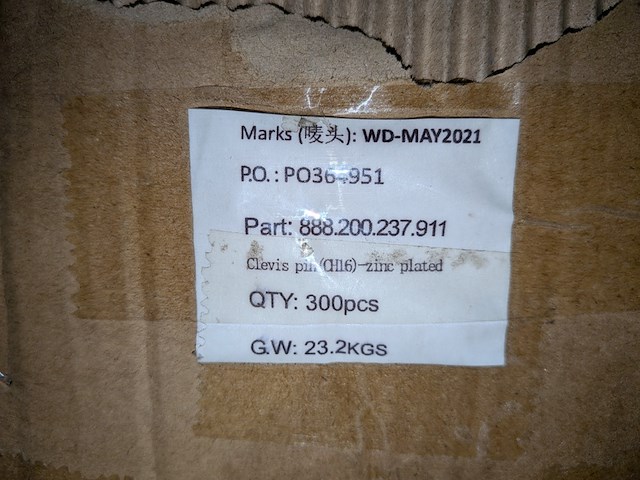 Marks (唛头): WD-MAY2021
P.O.: PO364951
Part: 888.200.237.911
Clevis pin(CH16)-zinc plated
QTY: 300pcs
G.W: 23.2KGS